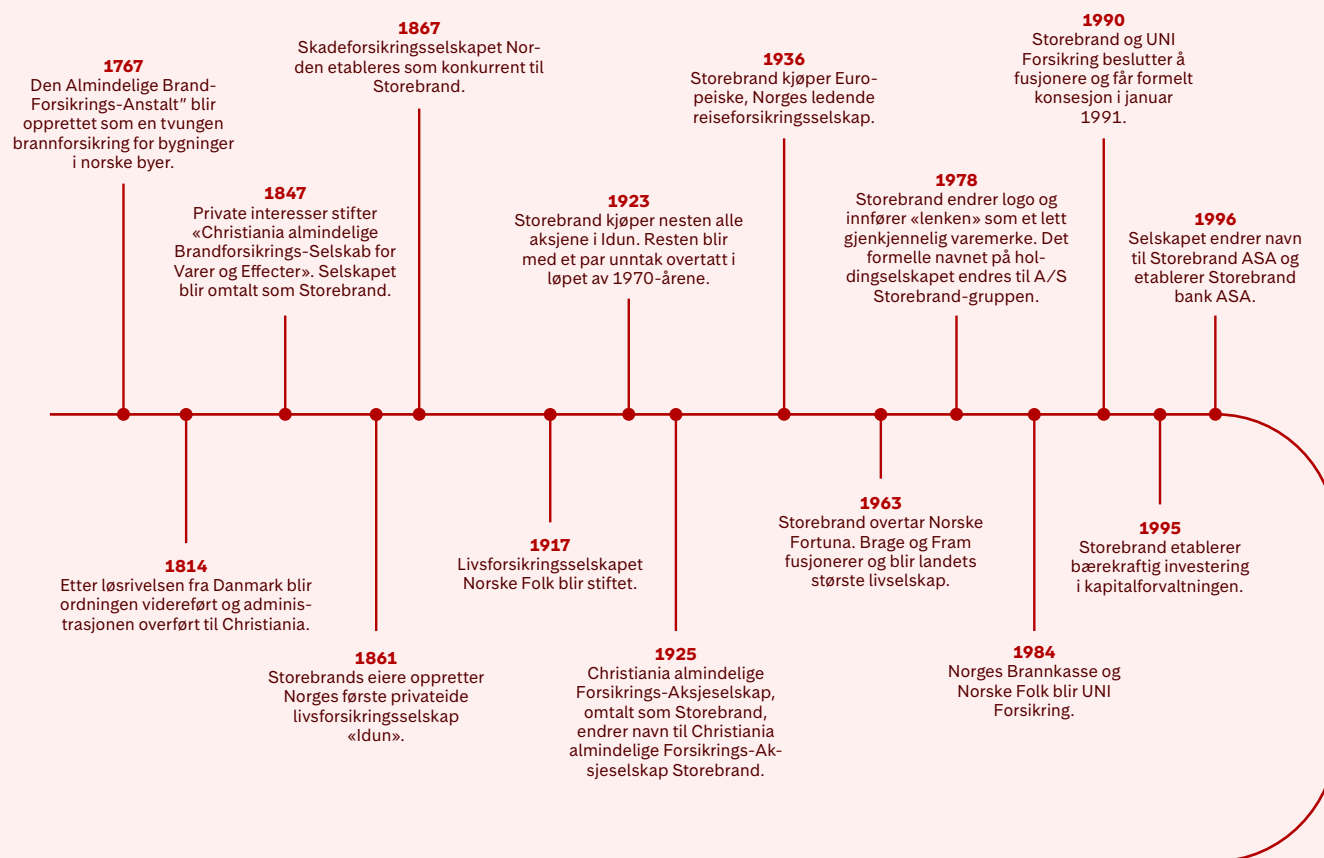 1767
Den Almindelige Brand-
Forsikrings-Anstalt” blir
opprettet som en tvungen
brannforsikring for bygninger
i norske byer.
1814
Etter løsrivelsen fra Danmark blir
ordningen videreført og adminis-
trasjonen overført til Christiania.
1847
Private interesser stifter
«Christiania almindelige
Brandforsikrings-Selskab for
Varer og Effecter». Selskapet
blir omtalt som Storebrand.
1861
Storebrands eiere oppretter
Norges første privateide
livsforsikringsselskap
«Idun».
1867
Skadeforsikringsselskapet Nor-
den etableres som konkurrent til
Storebrand.
1917
Livsforsikringsselskapet
Norske Folk blir stiftet.
1923
Storebrand kjøper nesten alle
aksjene i Idun. Resten blir
med et par unntak overtatt i
løpet av 1970-årene.
1925
Christiania almindelige
Forsikrings-Aksjeselskap,
omtalt som Storebrand,
endrer navn til Christiania
almindelige Forsikrings-Ak-
sjeselskap Storebrand.
1936
Storebrand kjøper Euro-
peiske, Norges ledende
reiseforsikringsselskap.
1963
Storebrand overtar Norske
Fortuna. Brage og Fram
fusjonerer og blir landets
største livselskap.
1978
Storebrand endrer logo og
innfører «lenken» som et lett
gjenkjennelig varemerke. Det
formelle navnet på hol-
dingselskapet endres til A/S
Storebrand-gruppen.
1984
Norges Brannkasse og
Norske Folk blir UNI
Forsikring.
1990
Storebrand og UNI
Forsikring beslutter å
fusjonere og får formelt
konsesjon i januar
1991.
1995
Storebrand etablerer
bærekraftig investering
i kapitalforvaltningen.
1996
Selskapet endrer navn
til Storebrand ASA og
etablerer Storebrand
bank ASA.